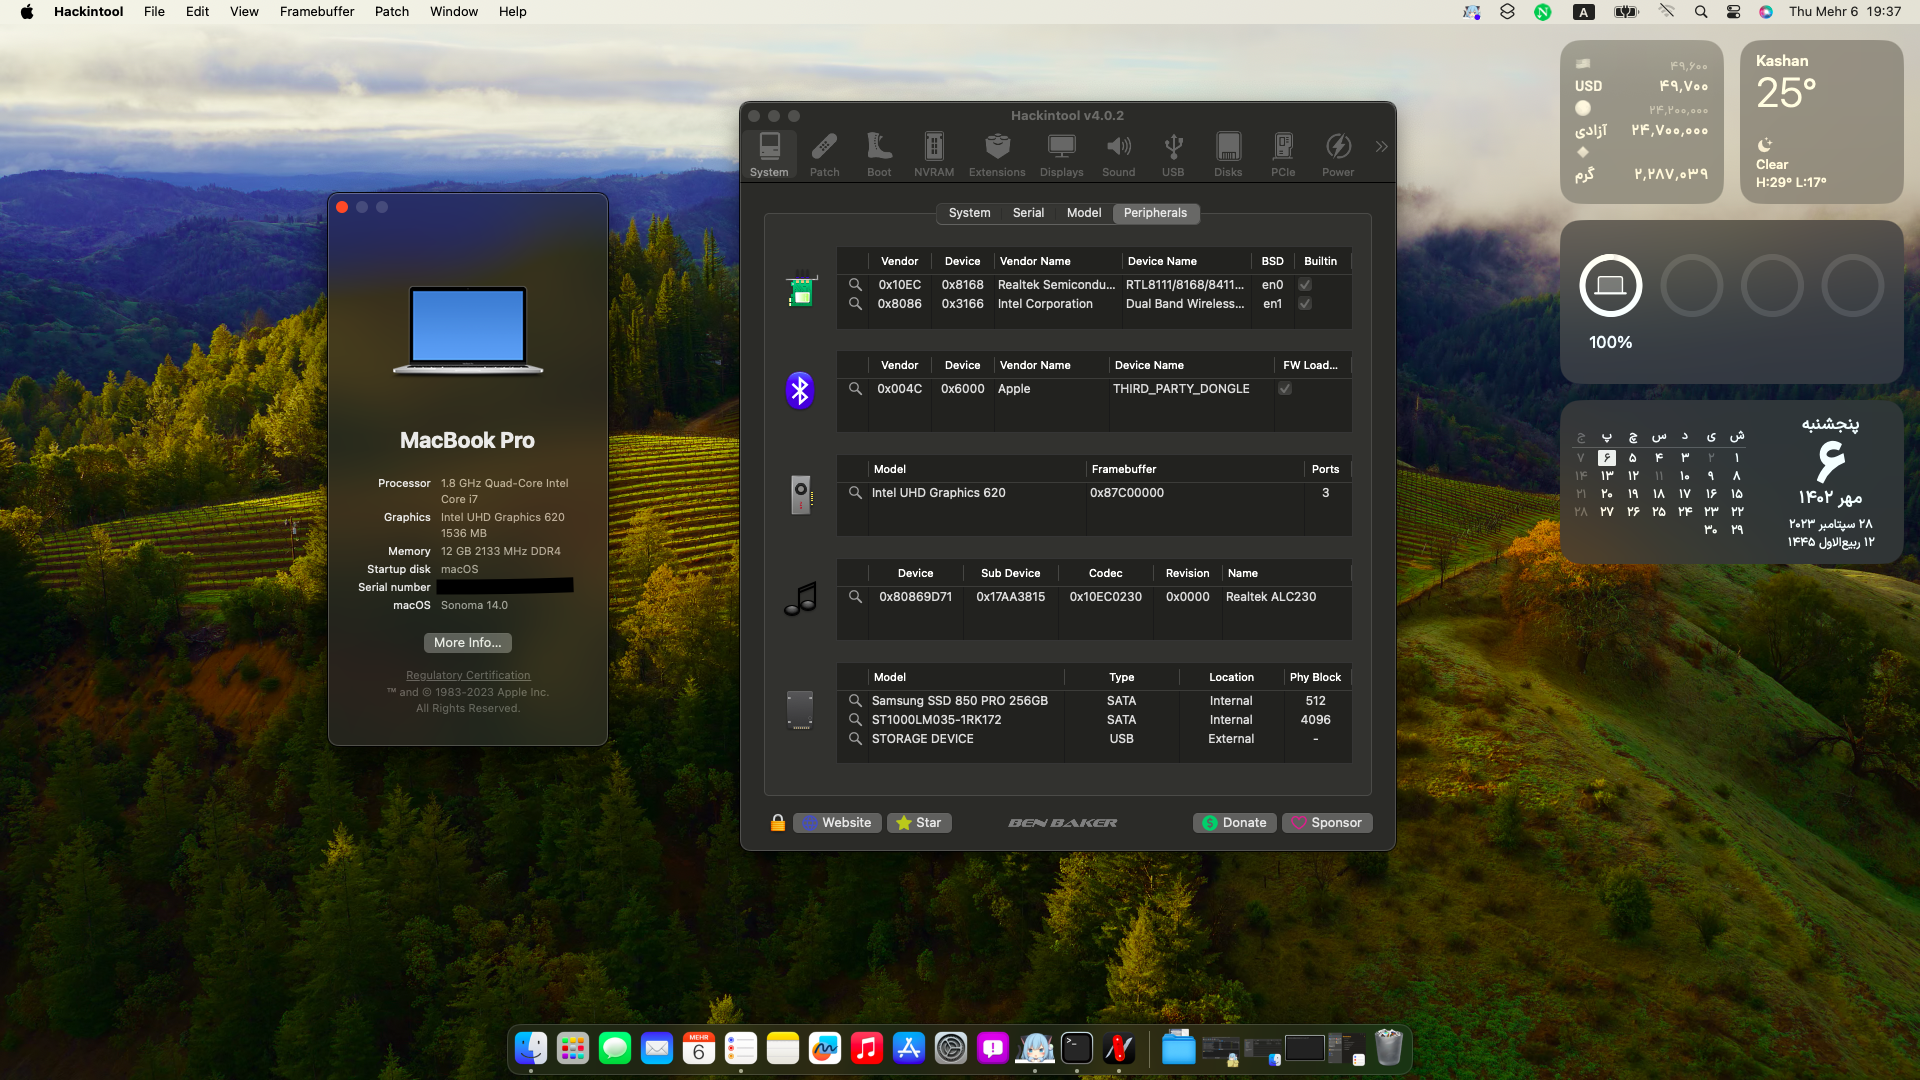 Hackintool File Edit View Framebuffer Patch Window Help
A
N
Thu Mehr 6 19:37
MacBook Pro
Processor 1.8 GHz Quad-Core Intel
Core i7
Graphics Intel UHD Graphics 620
1536 MB
Memory 12 GB 2133 MHz DDR4
Startup disk macOS
Serial number
macOS Sonoma 14.0
More Info...
Regulatory Certification
™ and © 1983-2023 Apple Inc.
All Rights Reserved.
Hackintool v4.0.2
System Patch Boot NVRAM Extensions Displays Sound USB Disks PCIe Power
System Serial Model Peripherals
Vendor Device Vendor Name Device Name BSD Builtin
0x10EC 0x8168 Realtek Semicondu... RTL8111/8168/8411... en0
0x8086 0x3166 Intel Corporation Dual Band Wireless... en1
Vendor Device Vendor Name Device Name FW Load...
0x004C 0x6000 Apple THIRD_PARTY_DONGLE
Model Framebuffer Ports
Intel UHD Graphics 620 0x87C00000 3
Device Sub Device Codec Revision Name
0x80869D71 0x17AA3815 0x10EC0230 0x0000 Realtek ALC230
Model Type Location Phy Block
Samsung SSD 850 PRO 256GB SATA Internal 512
ST1000LM035-1RK172 SATA Internal 4096
STORAGE DEVICE USB External -
Website Star BEN BAKER Donate Sponsor
۴۹,۶۰۰
USD ۴۹,۷۰۰
۲۴,۲۰۰,۰۰۰
آزادی ۲۴,۷۰۰,۰۰۰
گرم ۲,۲۸۷,۰۳۹
Kashan
25°
Clear
H:29° L:17°
100%
ش ی د س چ پ ج
۱ ۲ ۳ ۴ ۵ ۶ ۷
۸ ۹ ۱۰ ۱۱ ۱۲ ۱۳ ۱۴
۱۵ ۱۶ ۱۷ ۱۸ ۱۹ ۲۰ ۲۱
۲۲ ۲۳ ۲۴ ۲۵ ۲۶ ۲۷ ۲۸
۲۹ ۳۰
پنجشنبه
۶
مهر ۱۴۰۲
۲۸ سپتامبر ۲۰۲۳
۱۲ ربیع‌الاول ۱۴۴۵
MEHR
6